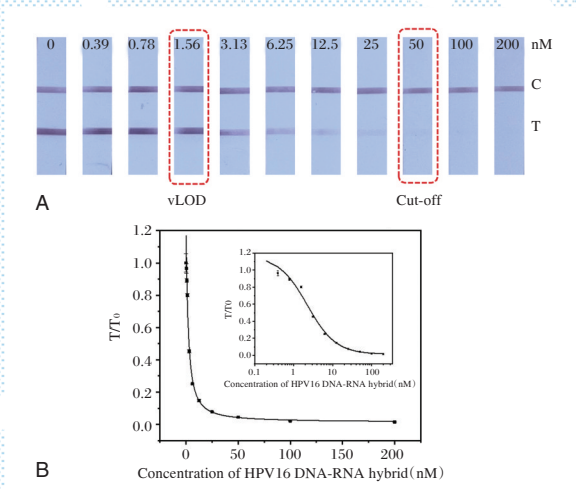 0 0.39 0.78 1.56 3.13 6.25 12.5 25 50 100 200 nM
C
T
A
vLOD Cut-off
1.2
1.0
0.8
0.6
0.4
0.2
0.0
T/T0
0 50 100 150 200
Concentration of HPV16 DNA-RNA hybrid(nM)
1.2
1.0
0.8
0.6
0.4
0.2
0.0
T/T0
0.1 1 10 100
Concentration of HPV16 DNA-RNA hybrid(nM)
B